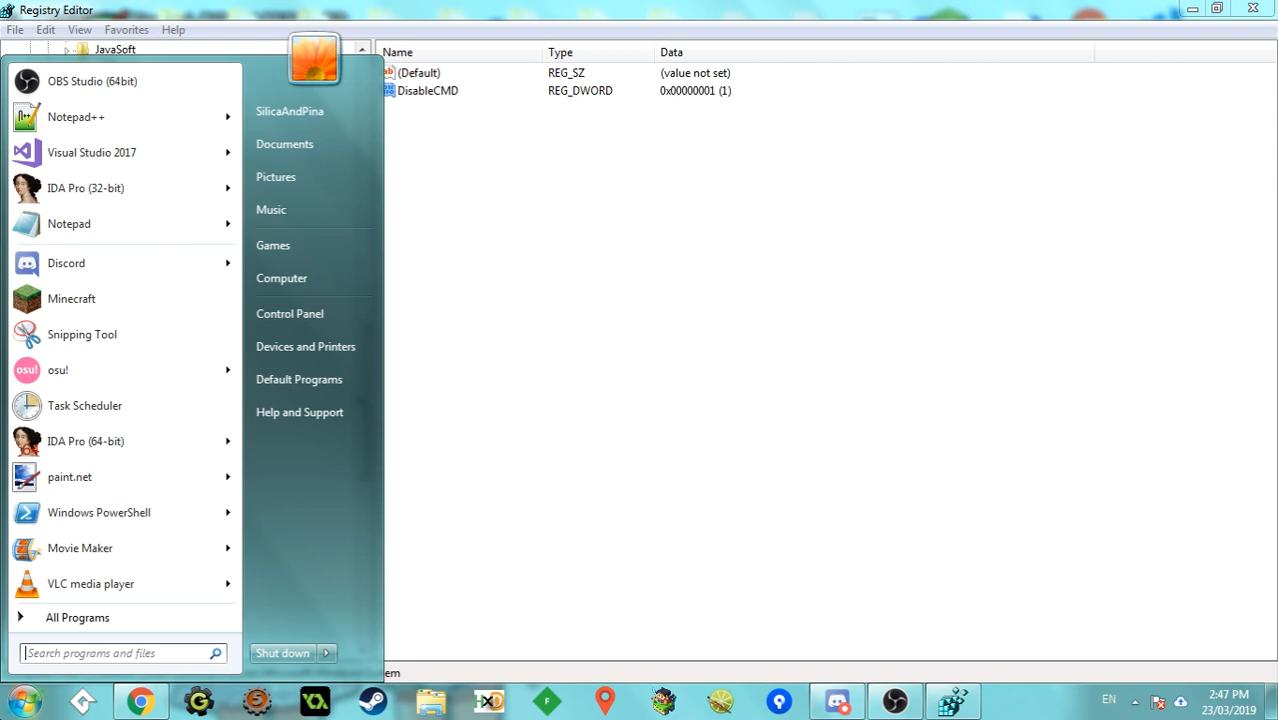 Registry Editor
File Edit View Favorites Help
JavaSoft
Name Type Data
ab (Default) REG_SZ (value not set)
DisableCMD REG_DWORD 0x00000001 (1)
OBS Studio (64bit)
Notepad++
Visual Studio 2017
IDA Pro (32-bit)
Notepad
Discord
Minecraft
Snipping Tool
osu! osu!
Task Scheduler
IDA Pro (64-bit)
paint.net
Windows PowerShell
Movie Maker
VLC media player
All Programs
Search programs and files
SilicaAndPina
Documents
Pictures
Music
Games
Computer
Control Panel
Devices and Printers
Default Programs
Help and Support
Shut down
em
HXD
F
EN
2:47 PM
23/03/2019